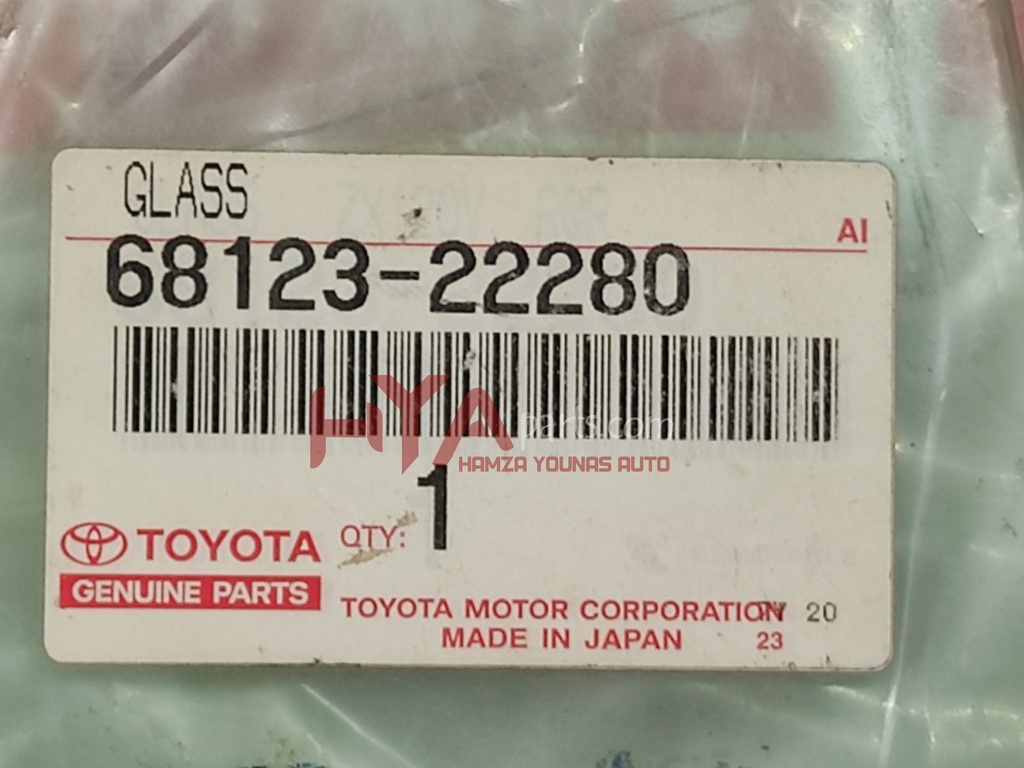 GLASS
AI
68123-22280
HYA parts.com
HAMZA YOUNAS AUTO
QTY: 1
TOYOTA
GENUINE PARTS
TOYOTA MOTOR CORPORATION 20
MADE IN JAPAN 23